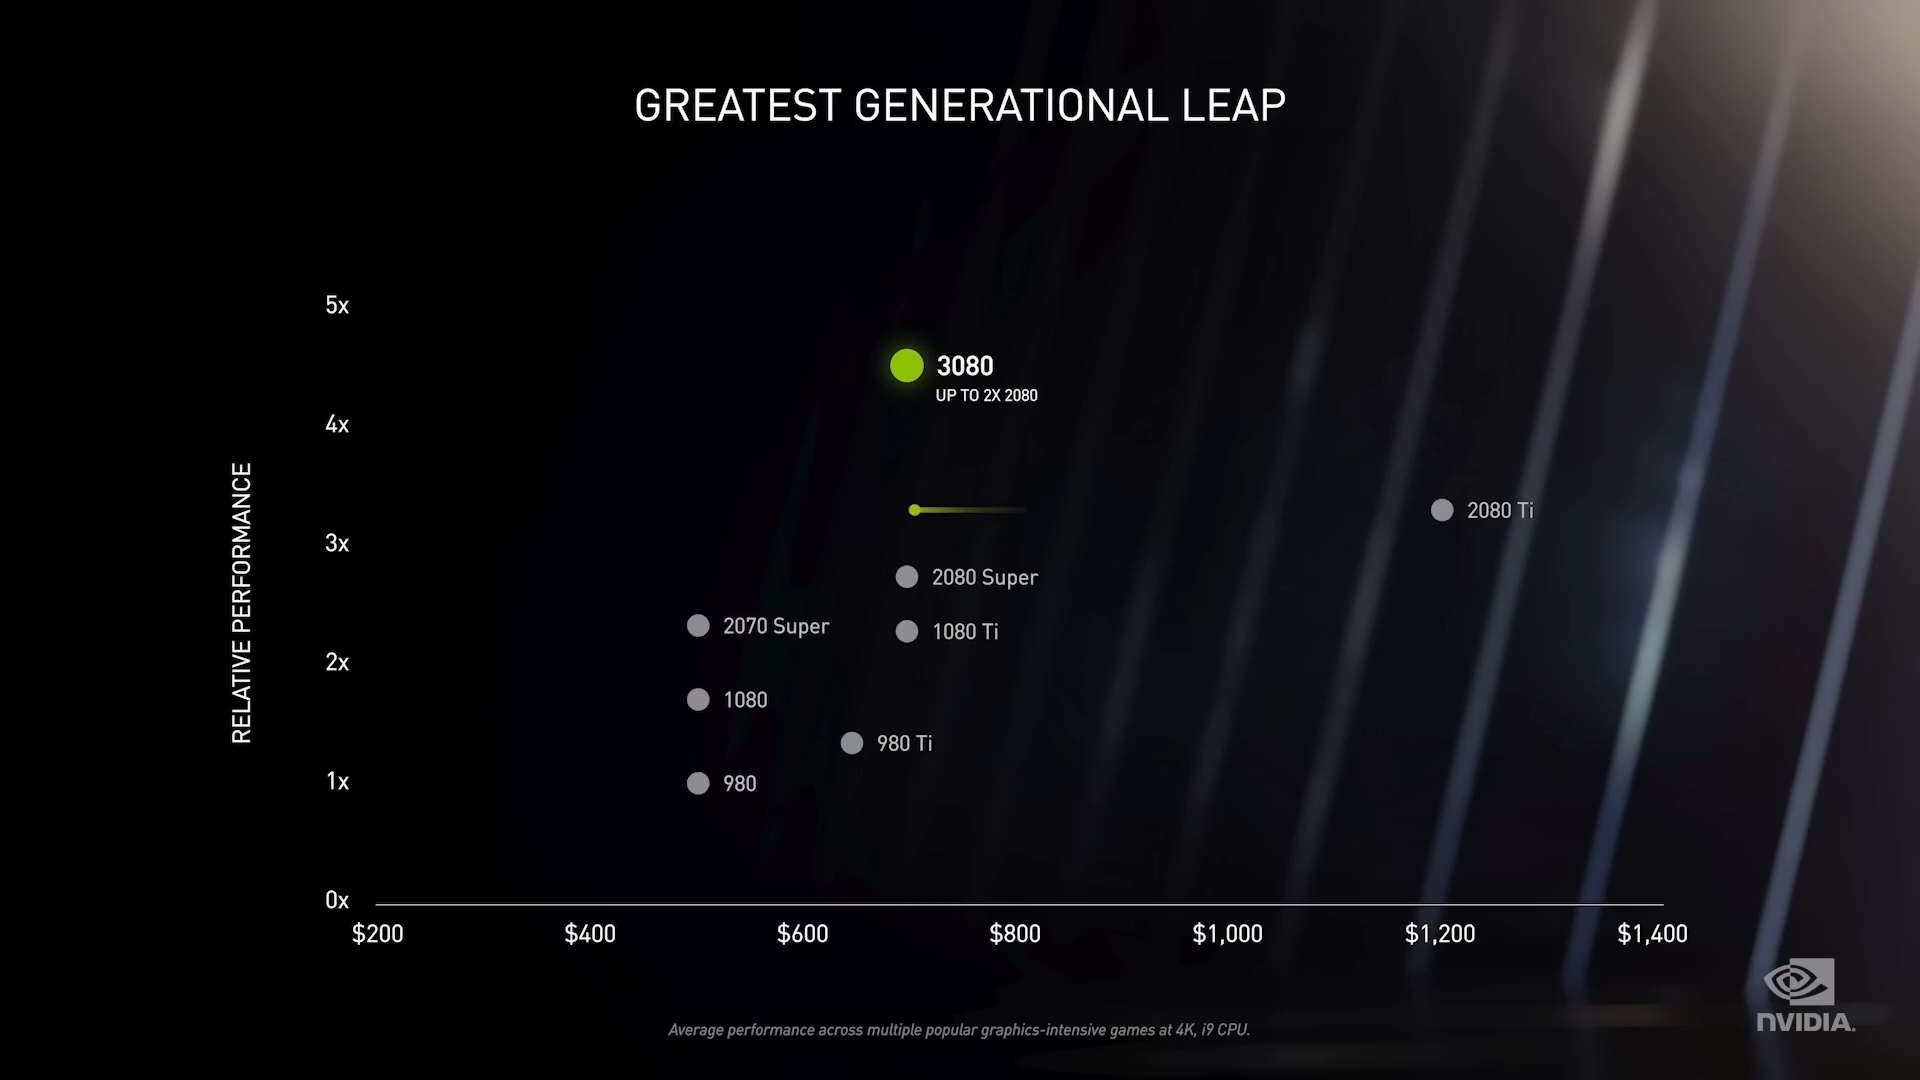 GREATEST GENERATIONAL LEAP
5x
3080
UP TO 2X 2080
4x
RELATIVE PERFORMANCE
2080 Ti
3x
2080 Super
2070 Super
1080 Ti
2x
1080
980 Ti
1x
980
0x
$200 $400 $600 $800 $1,000 $1,200 $1,400
Average performance across multiple popular graphics-intensive games at 4K, i9 CPU.
NVIDIA.